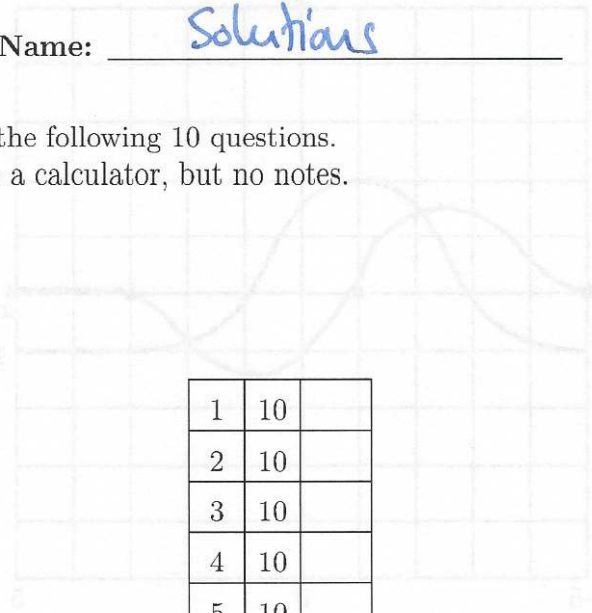 Name: Solutions
the following 10 questions.
a calculator, but no notes.
1 10
2 10
3 10
4 10
5 10